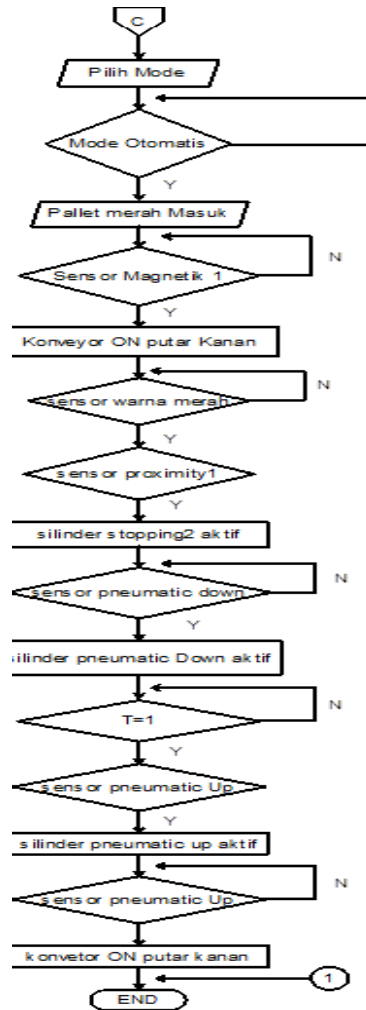 C
Pilih Mode
Mode Otomatis
Y
Pallet merah Masuk
N
Sensor Magnetik 1
Y
Konveyor ON putar Kanan
N
sensor warna merah
Y
sensor proximity1
Y
silinder stopping2 aktif
N
sensor pneumatic down
Y
silinder pneumatic Down aktif
N
T=1
Y
sensor pneumatic Up
Y
silinder pneumatic up aktif
N
sensor pneumatic Up
konvetor ON putar kanan
1
END